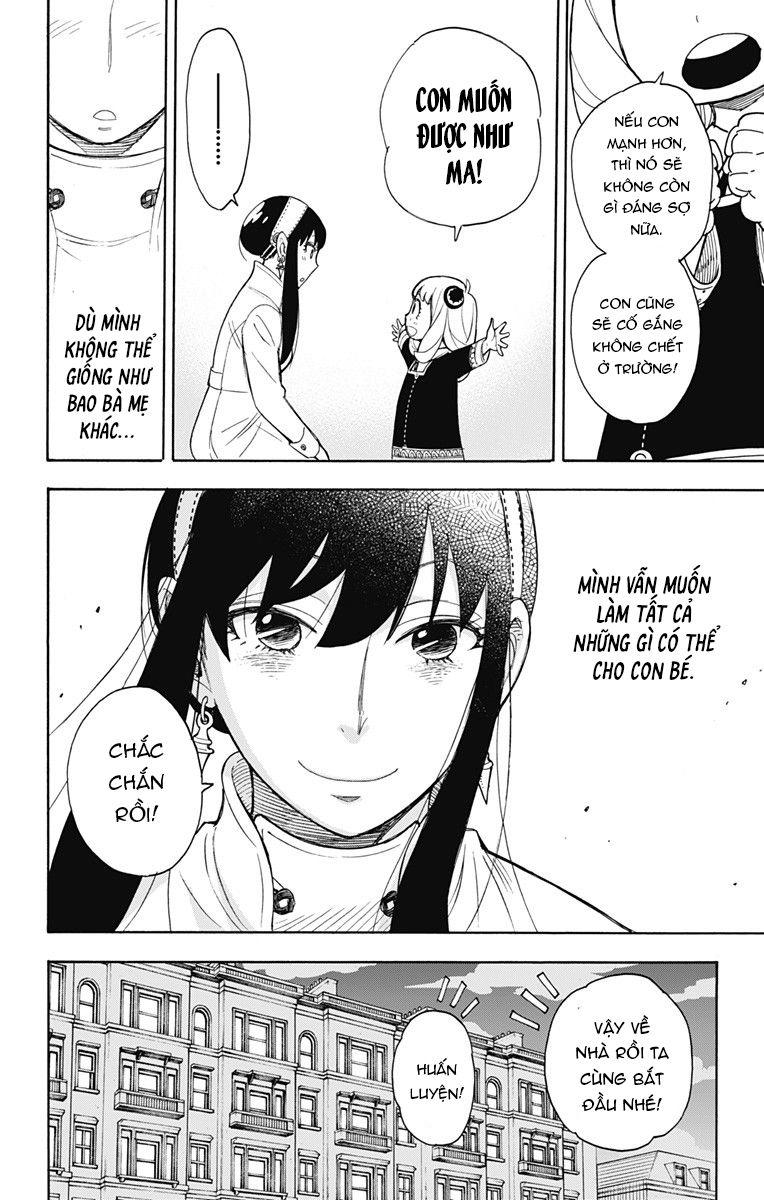 NẾU CON
MẠNH HƠN,
THÌ NÓ SẼ
KHÔNG CÒN
GÌ ĐÁNG SỢ
NỮA.
CON CŨNG
SẼ CỐ GẮNG
KHÔNG CHẾT
Ở TRƯỜNG!
CON MUỐN
ĐƯỢC NHƯ
MA!
DÙ MÌNH
KHÔNG THỂ
GIỐNG NHƯ
BAO BÀ MẸ
KHÁC...
MÌNH VẪN MUỐN
LÀM TẤT CẢ
NHỮNG GÌ CÓ THỂ
CHO CON BÉ.
CHẮC
CHẮN
RỒI!
VẬY VỀ
NHÀ RỒI TA
CÙNG BẮT
ĐẦU NHÉ!
HUẤN
LUYỆN!